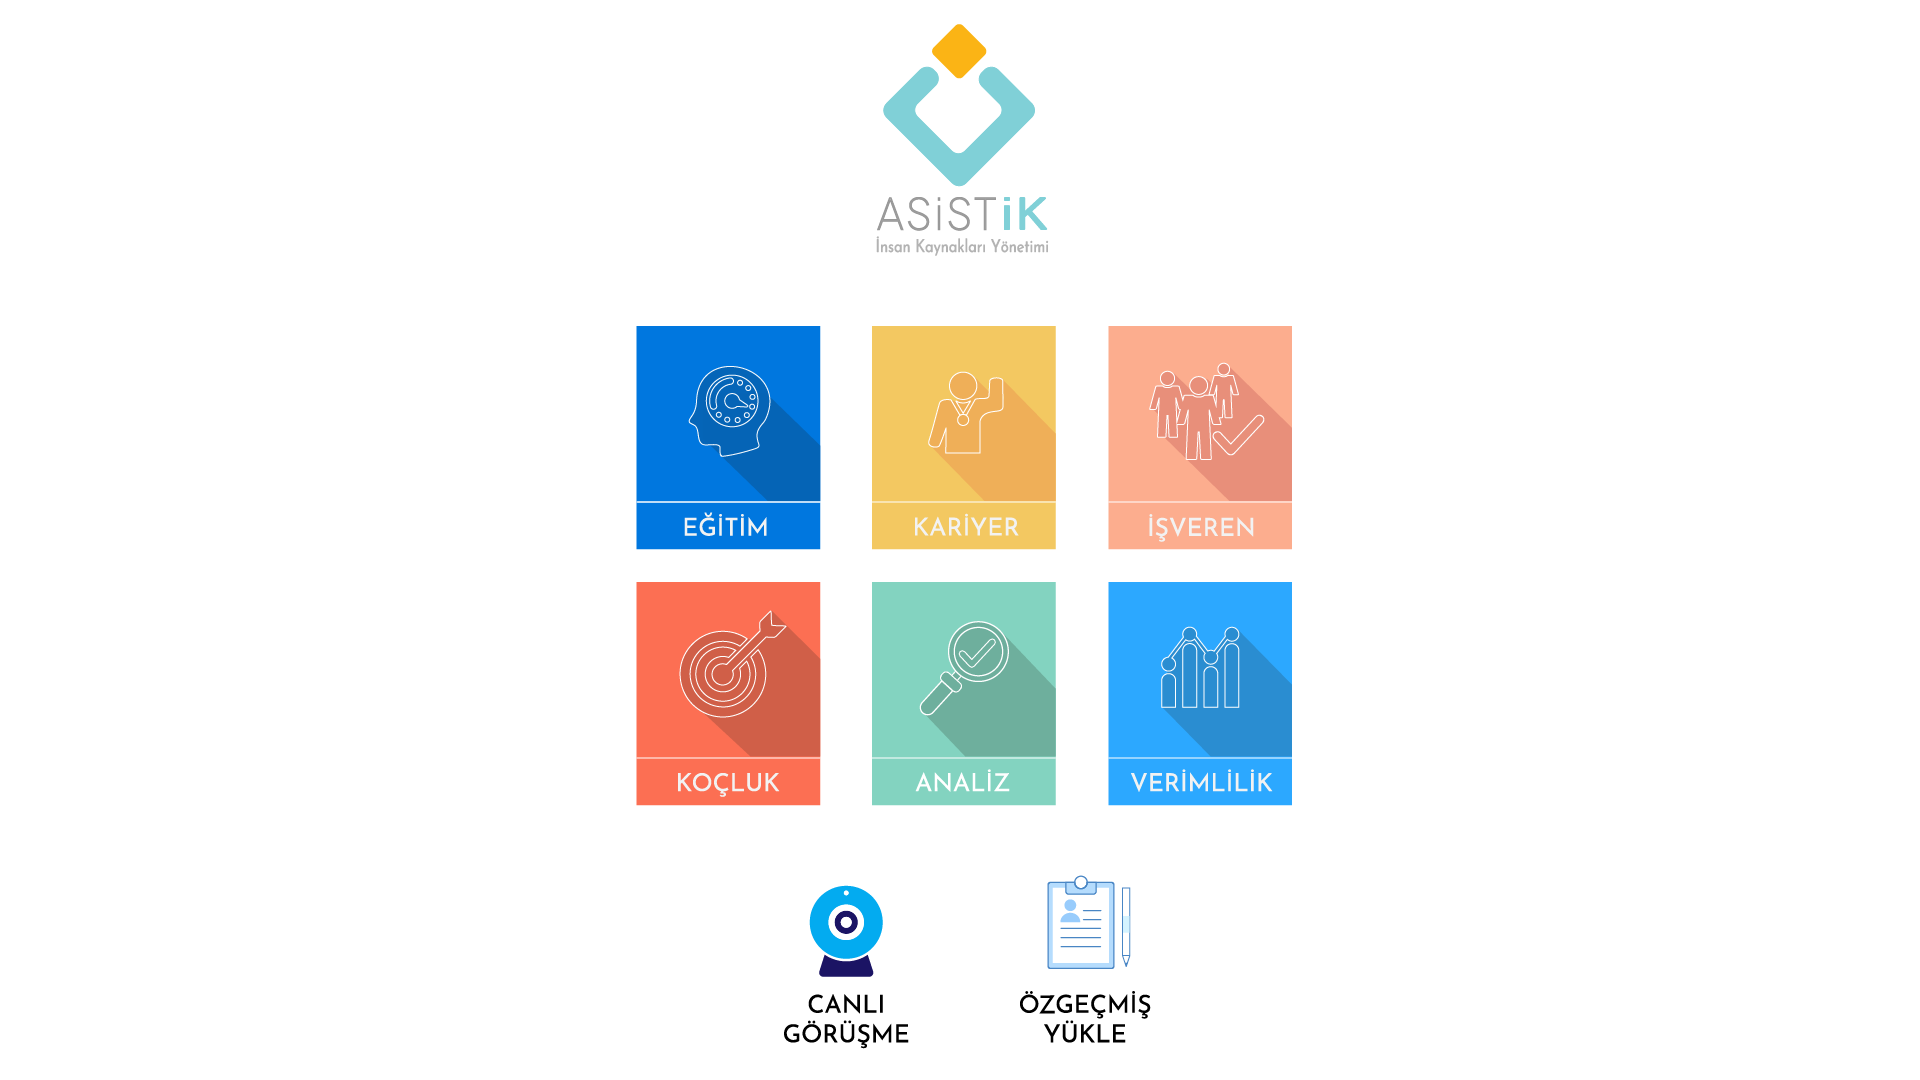 ASiSTiK
İnsan Kaynakları Yönetimi
EĞİTİM
KARİYER
İŞVEREN
KOÇLUK
ANALİZ
VERİMLİLİK
CANLI
GÖRÜŞME
ÖZGEÇMİŞ
YÜKLE